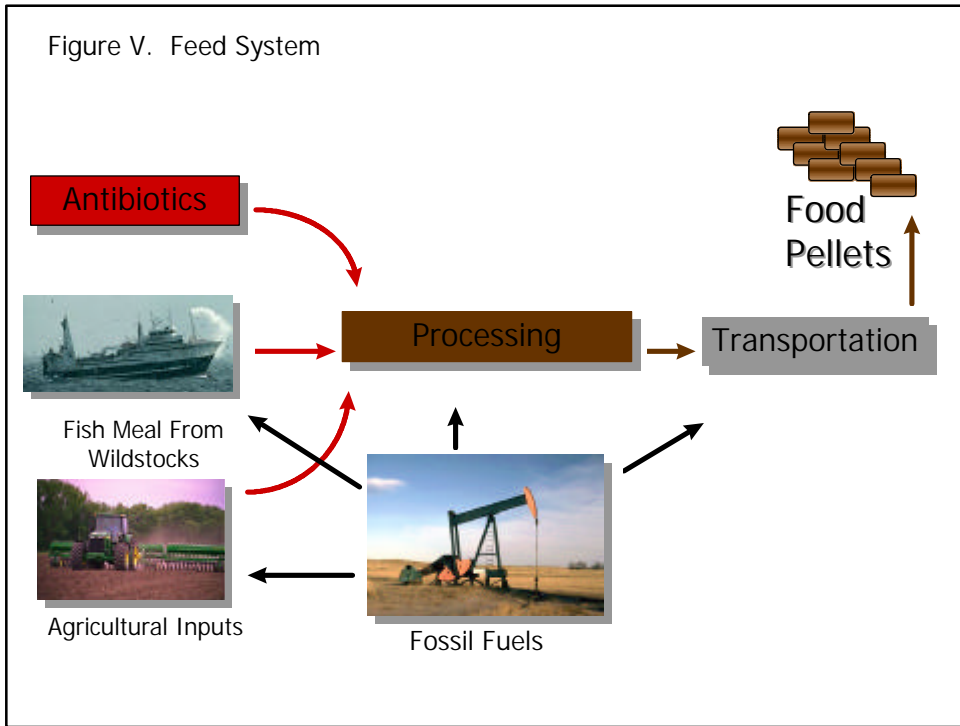 Figure V.  Feed System
Antibiotics
Food
Pellets
Processing
Transportation
Fish Meal From
Wildstocks
Agricultural Inputs
Fossil Fuels